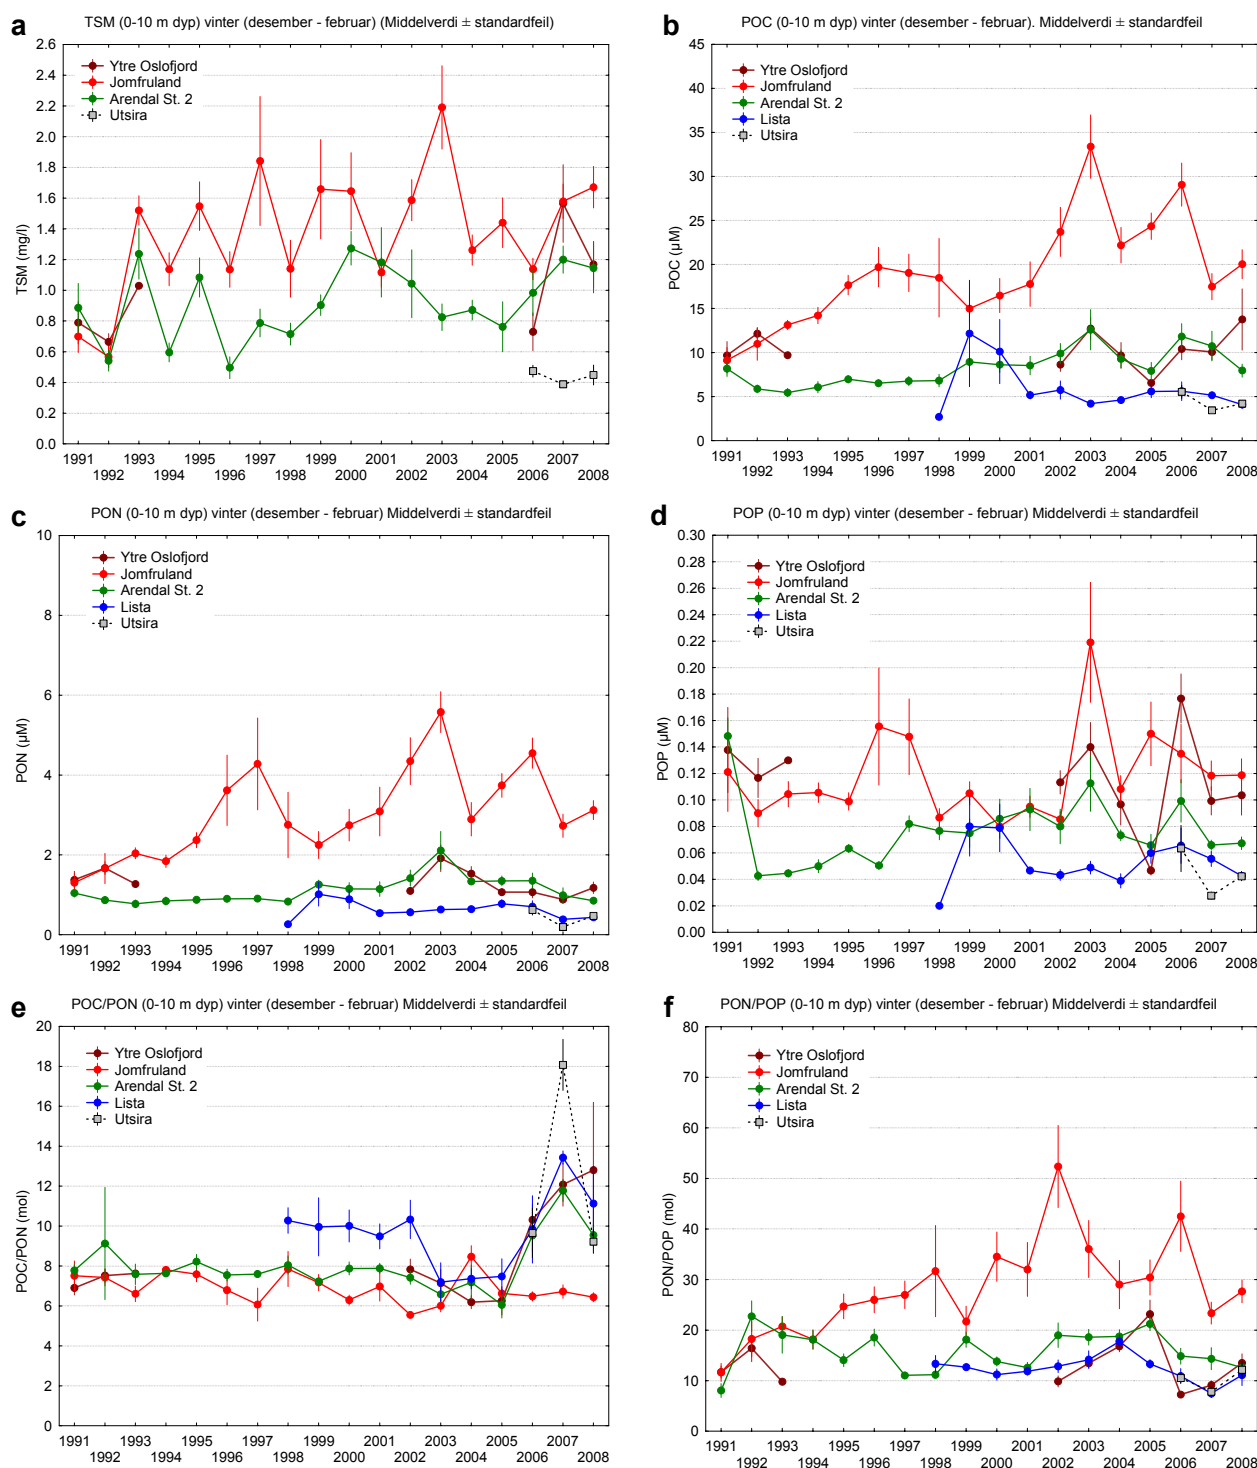 a
TSM (0-10 m dyp) vinter (desember - februar) (Middelverdi ± standardfeil)
2.6
2.4
2.2
2.0
1.8
1.6
1.4
1.2
1.0
0.8
0.6
0.4
0.2
0.0
TSM (mg/l)
Ytre Oslofjord
Jomfruland
Arendal St. 2
Utsira
1991 1993 1995 1997 1999 2001 2003 2005 2007
1992 1994 1996 1998 2000 2002 2004 2006 2008
b
POC (0-10 m dyp) vinter (desember - februar). Middelverdi ± standardfeil
45
40
35
30
25
20
15
10
5
0
POC (µM)
Ytre Oslofjord
Jomfruland
Arendal St. 2
Lista
Utsira
1991 1993 1995 1997 1999 2001 2003 2005 2007
1992 1994 1996 1998 2000 2002 2004 2006 2008
c
PON (0-10 m dyp) vinter (desember - februar) Middelverdi ± standardfeil
10
8
6
4
2
0
PON (µM)
Ytre Oslofjord
Jomfruland
Arendal St. 2
Lista
Utsira
1991 1993 1995 1997 1999 2001 2003 2005 2007
1992 1994 1996 1998 2000 2002 2004 2006 2008
d
POP (0-10 m dyp) vinter (desember - februar) Middelverdi ± standardfeil
0.30
0.28
0.26
0.24
0.22
0.20
0.18
0.16
0.14
0.12
0.10
0.08
0.06
0.04
0.02
0.00
POP (µM)
Ytre Oslofjord
Jomfruland
Arendal St. 2
Lista
Utsira
1991 1993 1995 1997 1999 2001 2003 2005 2007
1992 1994 1996 1998 2000 2002 2004 2006 2008
e
POC/PON (0-10 m dyp) vinter (desember - februar) Middelverdi ± standardfeil
20
18
16
14
12
10
8
6
4
2
0
POC/PON (mol)
Ytre Oslofjord
Jomfruland
Arendal St. 2
Lista
Utsira
1991 1993 1995 1997 1999 2001 2003 2005 2007
1992 1994 1996 1998 2000 2002 2004 2006 2008
f
PON/POP (0-10 m dyp) vinter (desember - februar) Middelverdi ± standardfeil
80
70
60
50
40
30
20
10
0
PON/POP (mol)
Ytre Oslofjord
Jomfruland
Arendal St. 2
Lista
Utsira
1991 1993 1995 1997 1999 2001 2003 2005 2007
1992 1994 1996 1998 2000 2002 2004 2006 2008